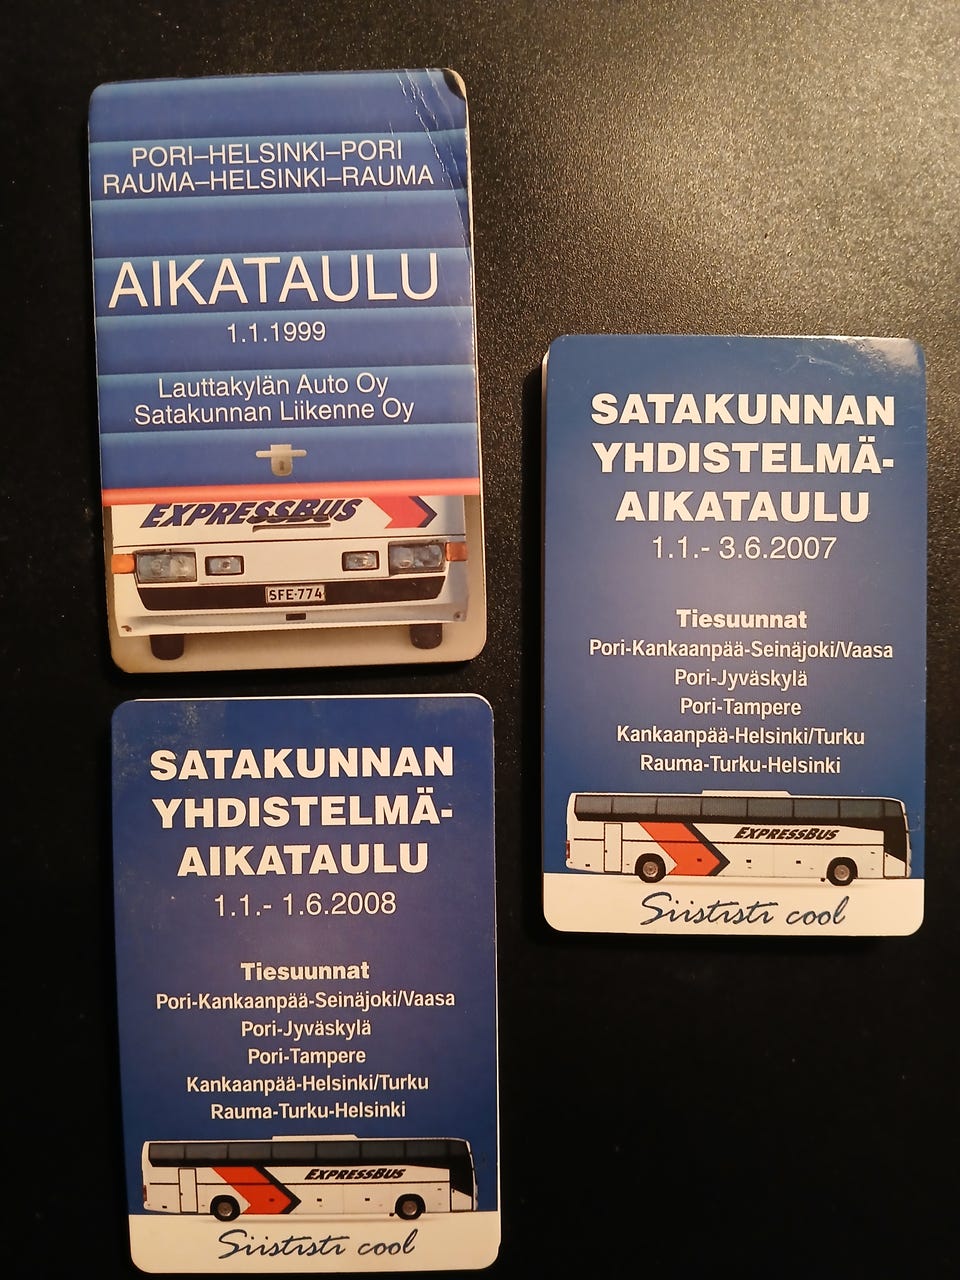 PORI–HELSINKI–PORI
RAUMA–HELSINKI–RAUMA
AIKATAULU
1.1.1999
Lauttakylän Auto Oy
Satakunnan Liikenne Oy
EXPRESSBUS
SFE-774
SATAKUNNAN
YHDISTELMÄ-
AIKATAULU
1.1.- 3.6.2007
Tiesuunnat
Pori-Kankaanpää-Seinäjoki/Vaasa
Pori-Jyväskylä
Pori-Tampere
Kankaanpää-Helsinki/Turku
Rauma-Turku-Helsinki
EXPRESSBUS
Siististi cool
SATAKUNNAN
YHDISTELMÄ-
AIKATAULU
1.1.- 1.6.2008
Tiesuunnat
Pori-Kankaanpää-Seinäjoki/Vaasa
Pori-Jyväskylä
Pori-Tampere
Kankaanpää-Helsinki/Turku
Rauma-Turku-Helsinki
EXPRESSBUS
Siististi cool